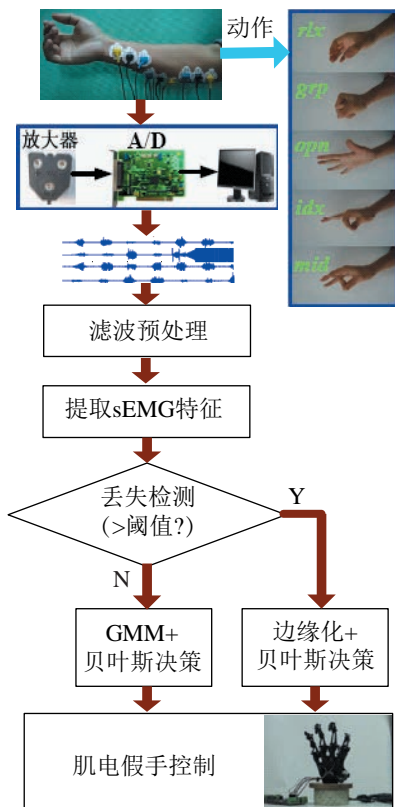 动作
rlx
grp
opn
idx
mid
放大器
A/D
滤波预处理
提取sEMG特征
丢失检测
(>阈值?)
Y
N
GMM+
贝叶斯决策
边缘化+
贝叶斯决策
肌电假手控制